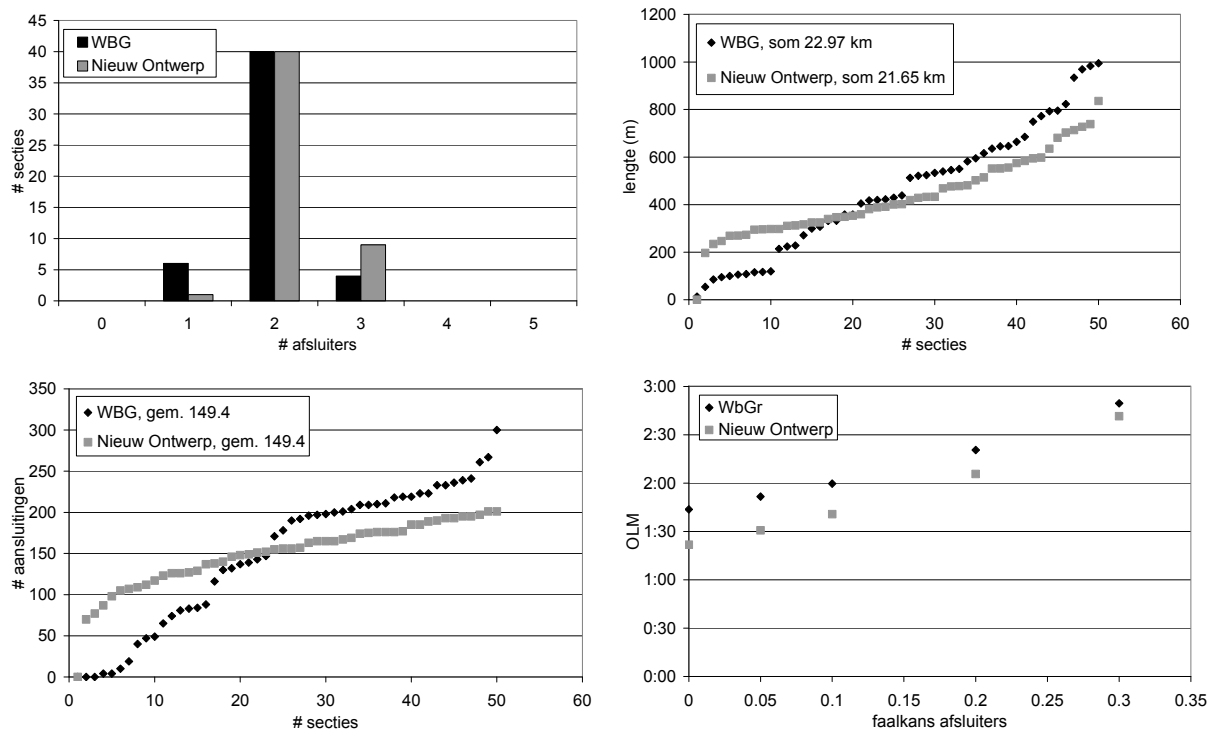 45
40
35
30
25
20
15
10
5
0
# secties
WBG
Nieuw Ontwerp
0 1 2 3 4 5
# afsluiters
1200
1000
800
600
400
200
0
lengte (m)
WBG, som 22.97 km
Nieuw Ontwerp, som 21.65 km
0 10 20 30 40 50 60
# secties
350
300
250
200
150
100
50
0
# aansluitingen
WBG, gem. 149.4
Nieuw Ontwerp, gem. 149.4
0 10 20 30 40 50 60
# secties
3:00
2:30
2:00
1:30
1:00
0:30
0:00
OLM
WbGr
Nieuw Ontwerp
0 0.05 0.1 0.15 0.2 0.25 0.3 0.35
faalkans afsluiters